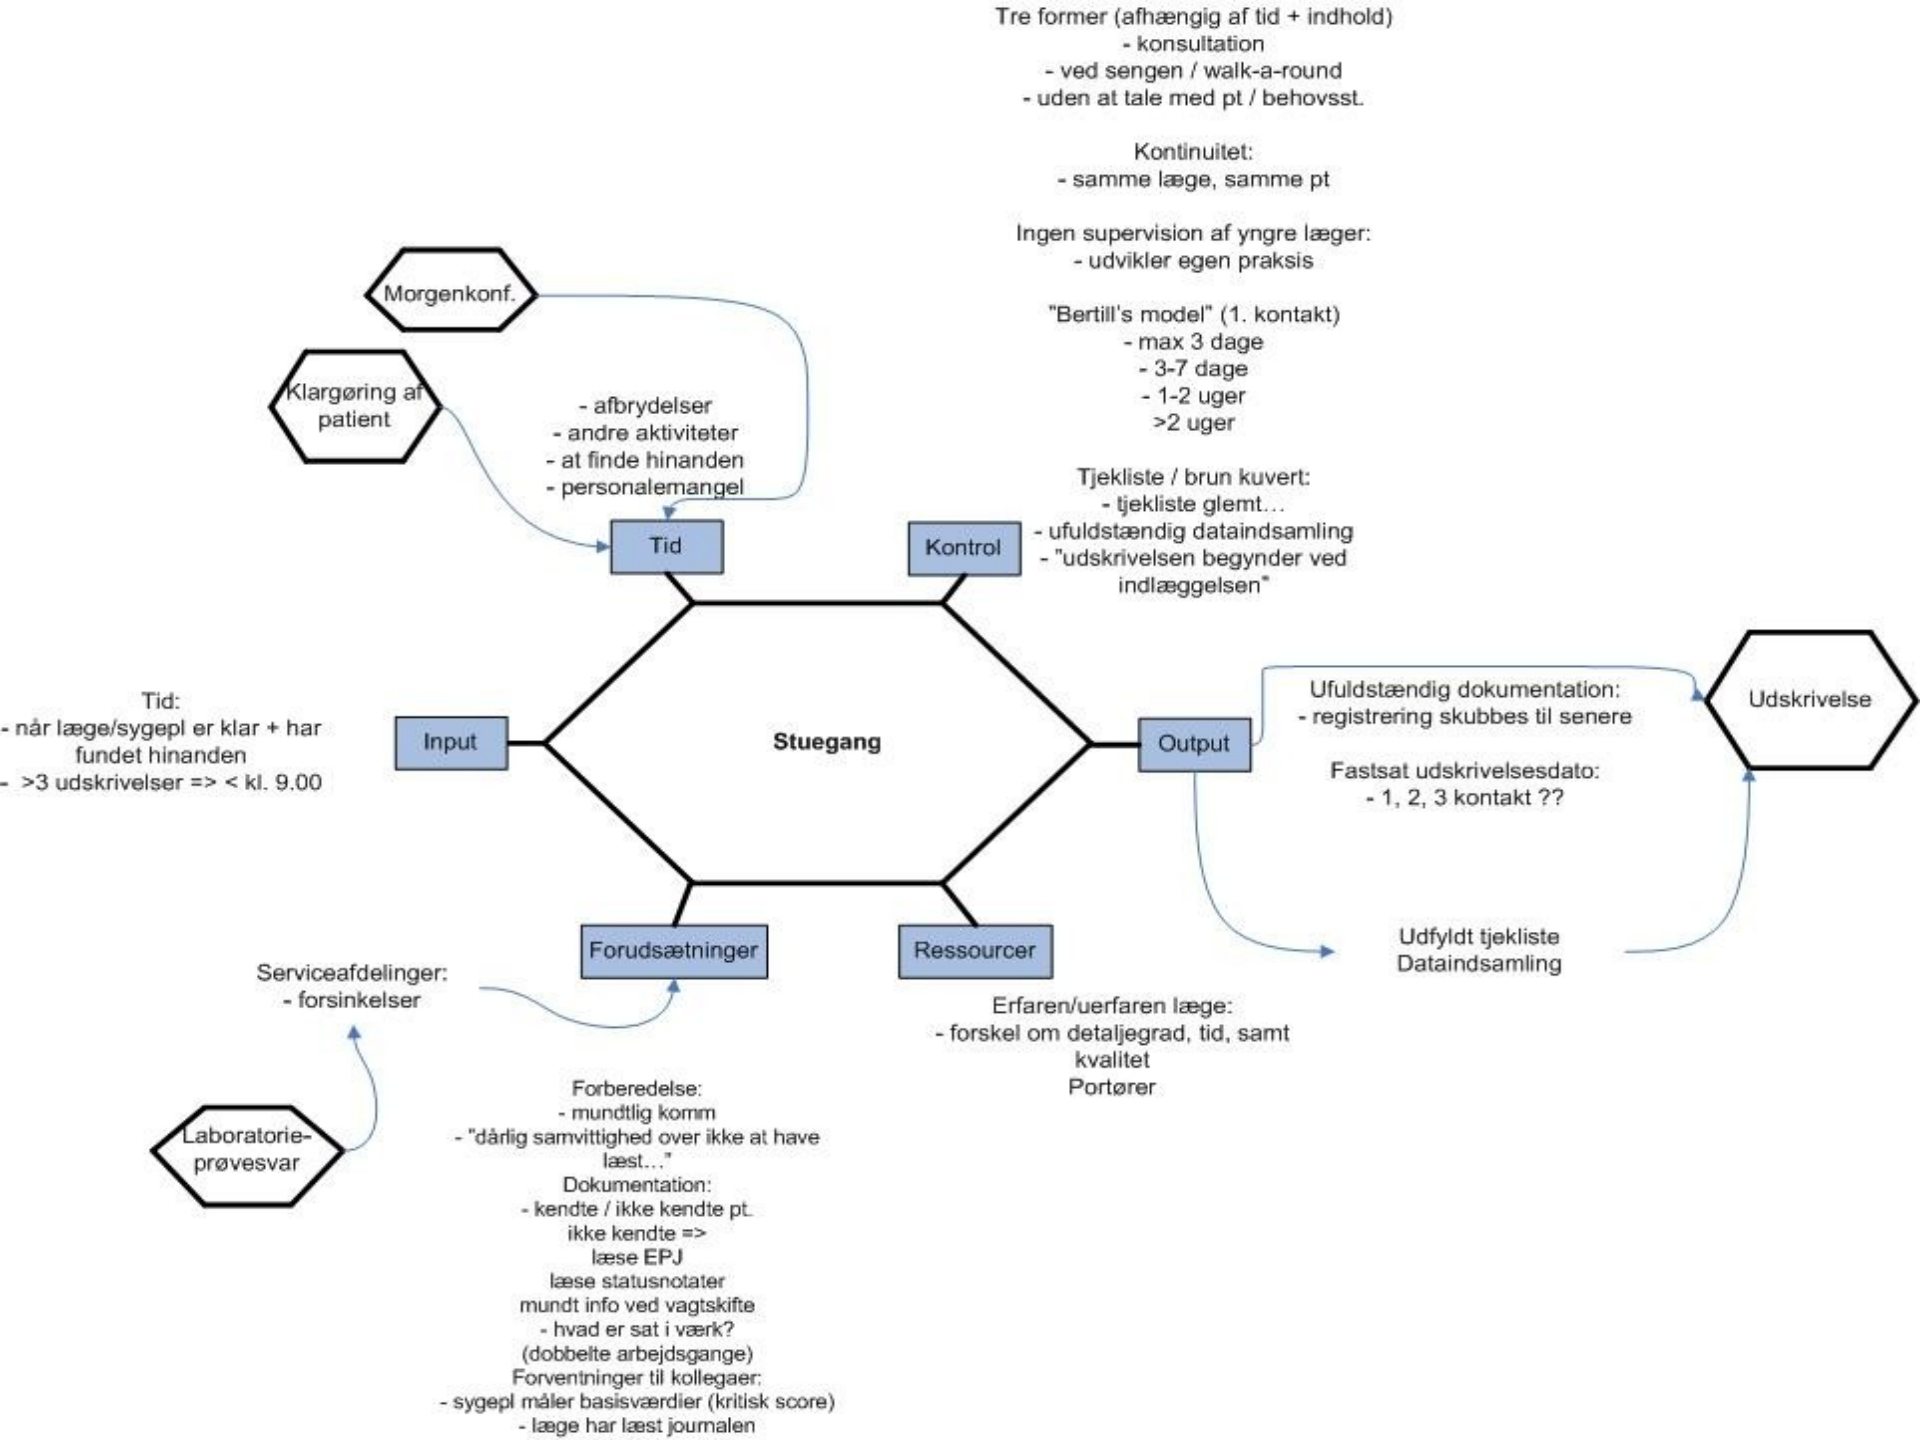 Tre former (afhængig af tid + indhold)
- konsultation
- ved sengen / walk-a-round
- uden at tale med pt / behovsst.
Kontinuitet:
- samme læge, samme pt
Ingen supervision af yngre læger:
- udvikler egen praksis
"Bertill's model" (1. kontakt)
- max 3 dage
- 3-7 dage
- 1-2 uger
>2 uger
Tjekliste / brun kuvert:
- tjekliste glemt…
- ufuldstændig dataindsamling
- "udskrivelsen begynder ved
indlæggelsen"
Morgenkonf.
Klargøring af
patient
- afbrydelser
- andre aktiviteter
- at finde hinanden
- personalemangel
Tid
Kontrol
Tid:
- når læge/sygepl er klar + har
fundet hinanden
- >3 udskrivelser => < kl. 9.00
Input
Stuegang
Output
Ufuldstændig dokumentation:
- registrering skubbes til senere
Fastsat udskrivelsesdato:
- 1, 2, 3 kontakt ??
Udskrivelse
Udfyldt tjekliste
Dataindsamling
Forudsætninger
Ressourcer
Serviceafdelinger:
- forsinkelser
Laboratorie-
prøvesvar
Erfaren/uerfaren læge:
- forskel om detaljegrad, tid, samt
kvalitet
Portører
Forberedelse:
- mundtlig komm
- "dårlig samvittighed over ikke at have
læst…"
Dokumentation:
- kendte / ikke kendte pt.
ikke kendte =>
læse EPJ
læse statusnotater
mundt info ved vagtskifte
- hvad er sat i værk?
(dobbelte arbejdsgange)
Forventninger til kollegaer:
- sygepl måler basisværdier (kritisk score)
- læge har læst journalen